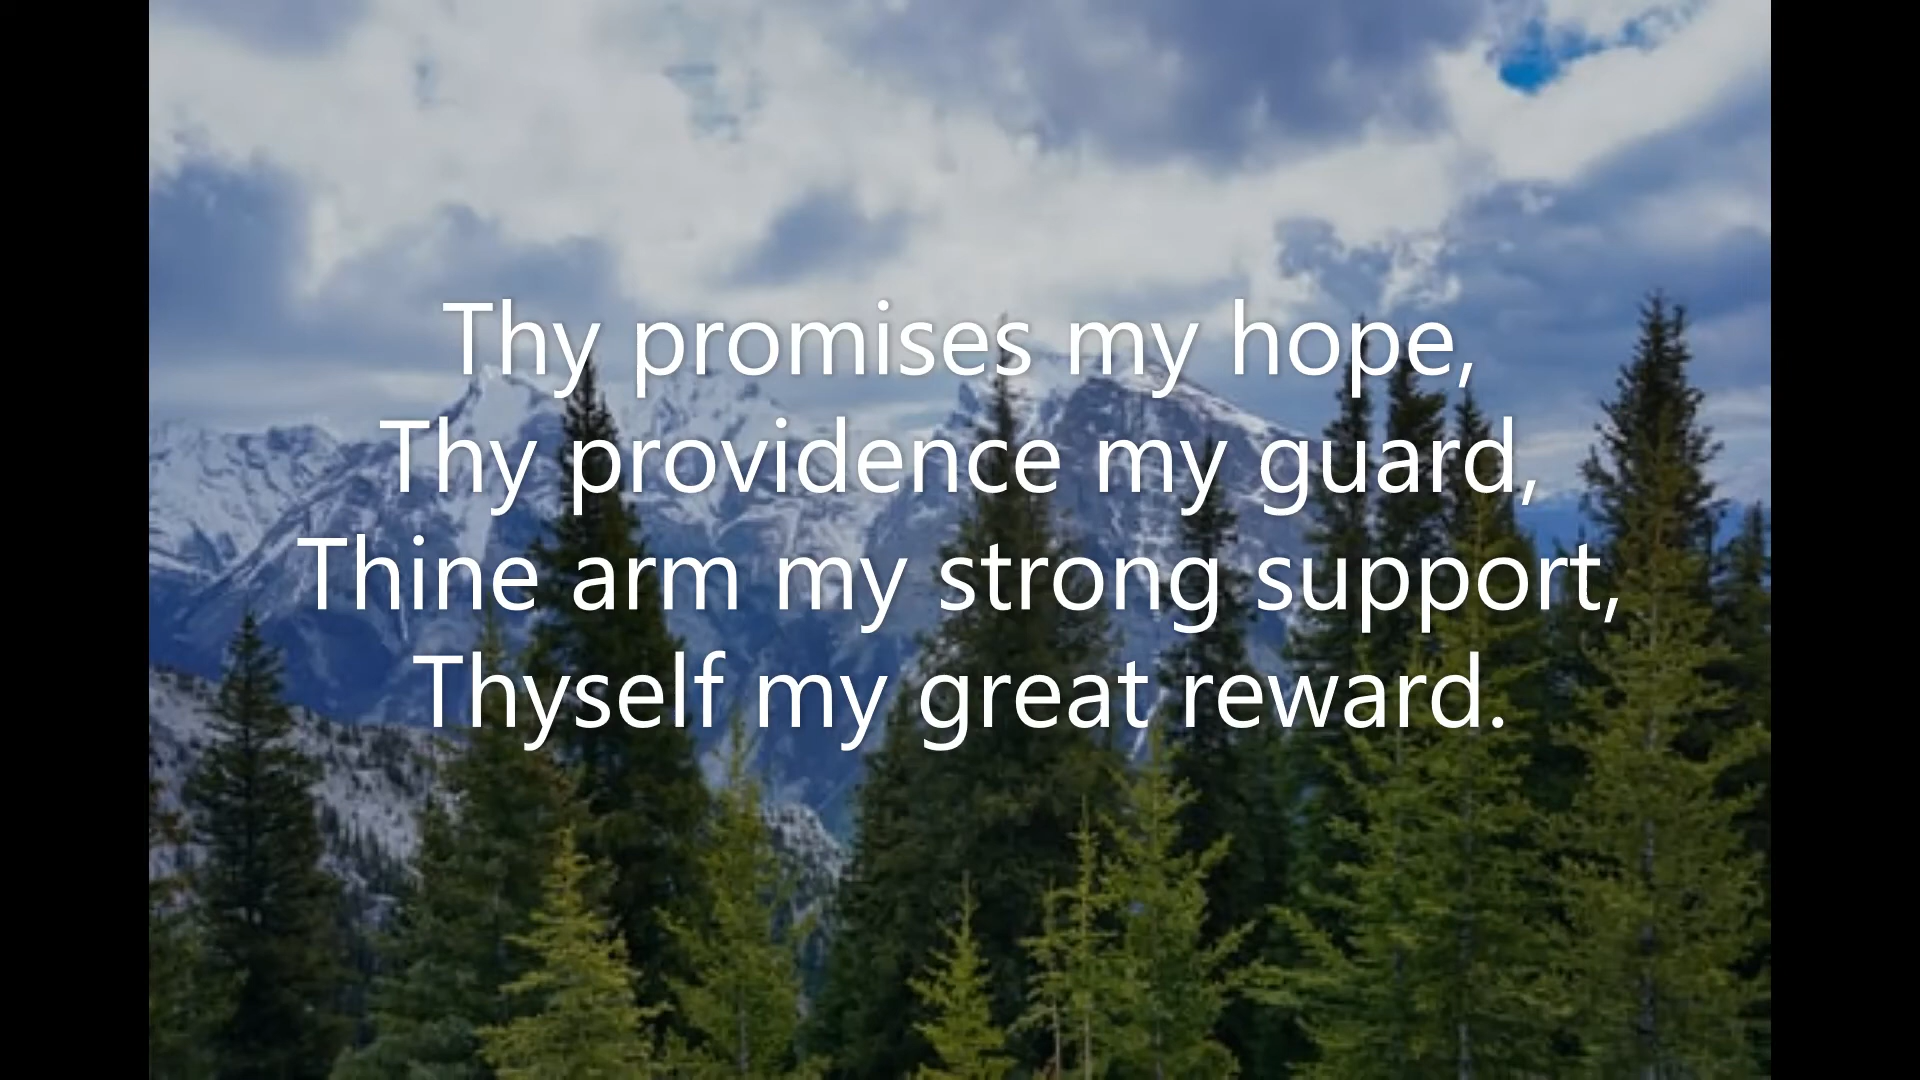 Thy promises my hope,
Thy providence my guard,
Thine arm my strong support,
Thyself my great reward.